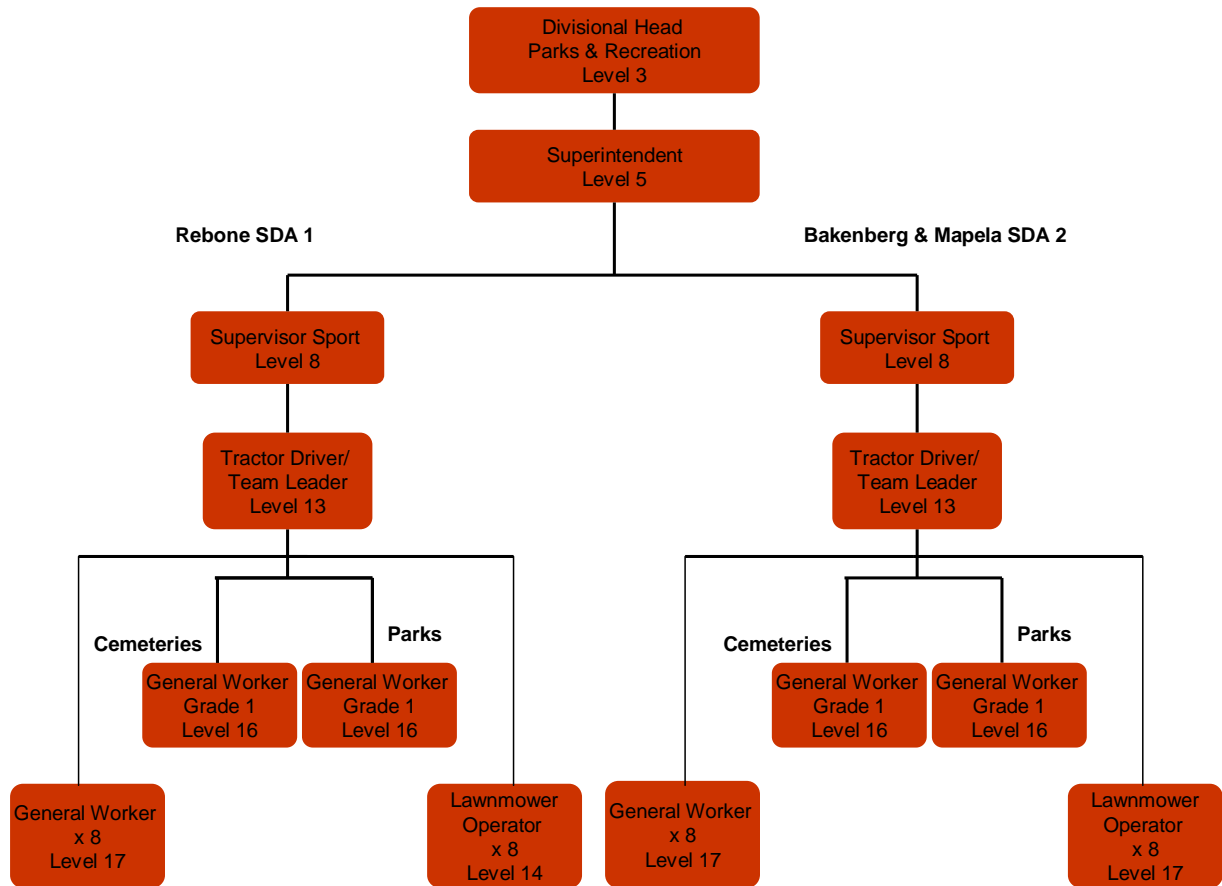 Divisional Head
Parks & Recreation
Level 3
Superintendent
Level 5
Rebone SDA 1
Bakenberg & Mapela SDA 2
Supervisor Sport
Level 8
Supervisor Sport
Level 8
Tractor Driver/
Team Leader
Level 13
Tractor Driver/
Team Leader
Level 13
Cemeteries
Parks
Cemeteries
Parks
General Worker
Grade 1
Level 16
General Worker
Grade 1
Level 16
General Worker
Grade 1
Level 16
General Worker
Grade 1
Level 16
General Worker
x 8
Level 17
Lawnmower
Operator
x 8
Level 14
General Worker
x 8
Level 17
Lawnmower
Operator
x 8
Level 17